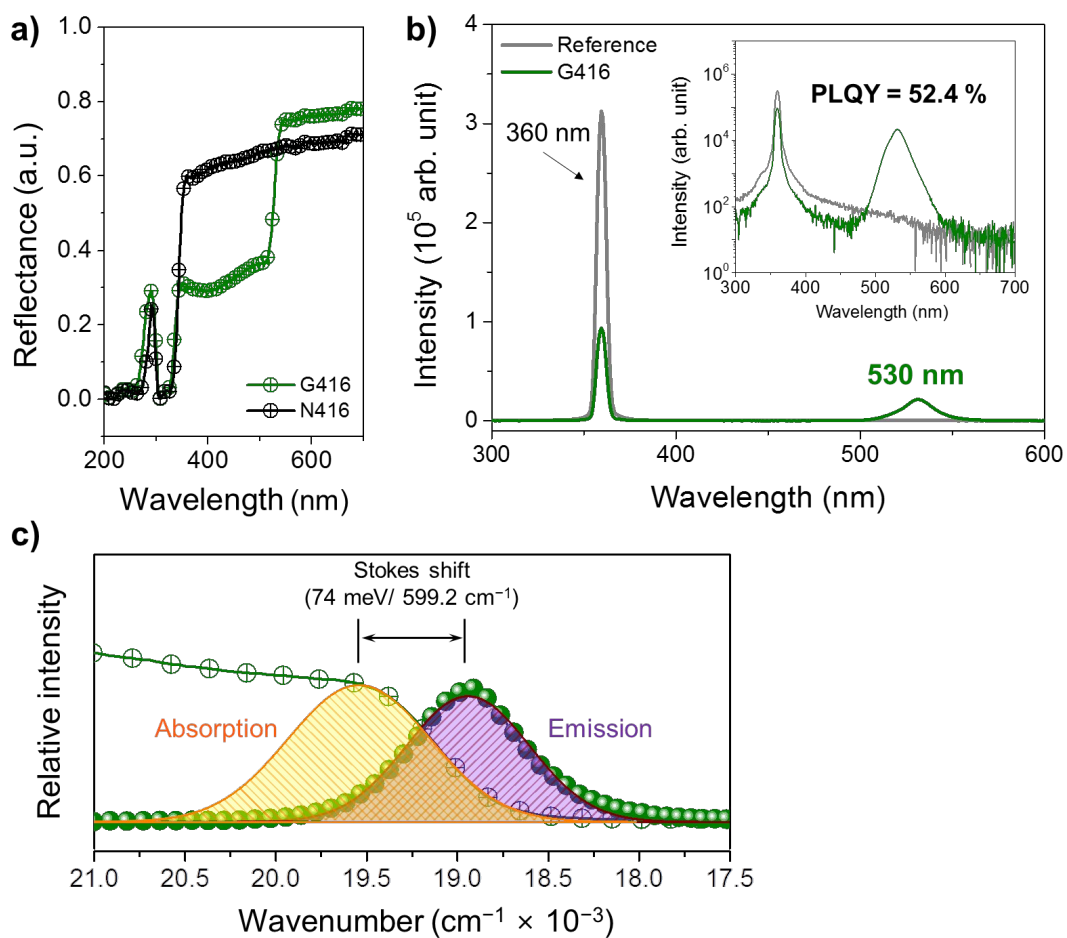 a)
1.0
0.8
0.6
0.4
0.2
0.0
Reflectance (a.u.)
G416
N416
200
400
600
Wavelength (nm)
b)
4
3
2
1
0
Intensity (10⁵ arb. unit)
Reference
G416
360 nm
530 nm
300
400
500
600
Wavelength (nm)
PLQY = 52.4 %
10⁶
10⁴
10²
10⁰
Intensity (arb. unit)
300
400
500
600
700
Wavelength (nm)
c)
Stokes shift
(74 meV/ 599.2 cm⁻¹)
Absorption
Emission
Relative intensity
21.0
20.5
20.0
19.5
19.0
18.5
18.0
17.5
Wavenumber (cm⁻¹ × 10⁻³)